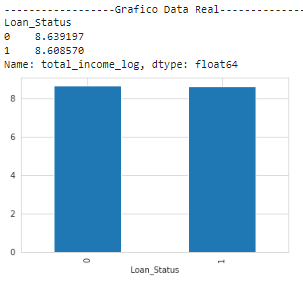 ------------------Grafico Data Real--------------
Loan_Status
0    8.639197
1    8.608570
Name: total_income_log, dtype: float64
8
6
4
2
0
0
1
Loan_Status